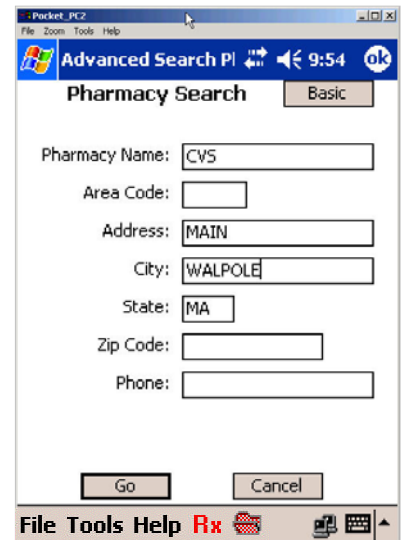 Pocket_PC2
File Zoom Tools Help
Advanced Search Pl 9:54 ok
Pharmacy Search Basic
Pharmacy Name: CVS
Area Code:
Address: MAIN
City: WALPOLE
State: MA
Zip Code:
Phone:
Go Cancel
File Tools Help Rx